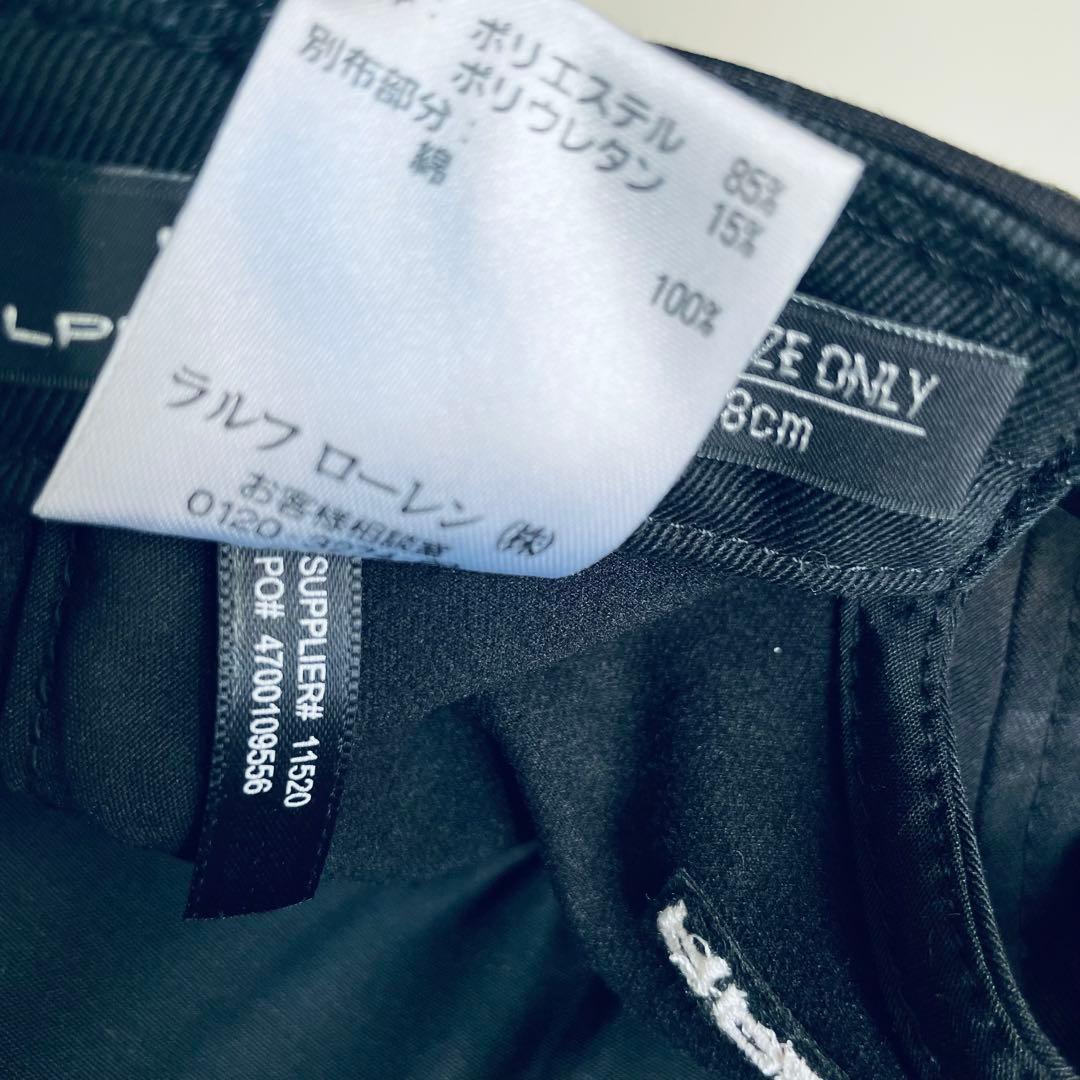 ポリエステル 85%
ポリウレタン 15%
別布部分:
綿 100%
ラルフ ローレン (株)
お客様相談室
0120
LP
ZE ONLY
8cm
SUPPLIER# 11520
PO# 4700109556